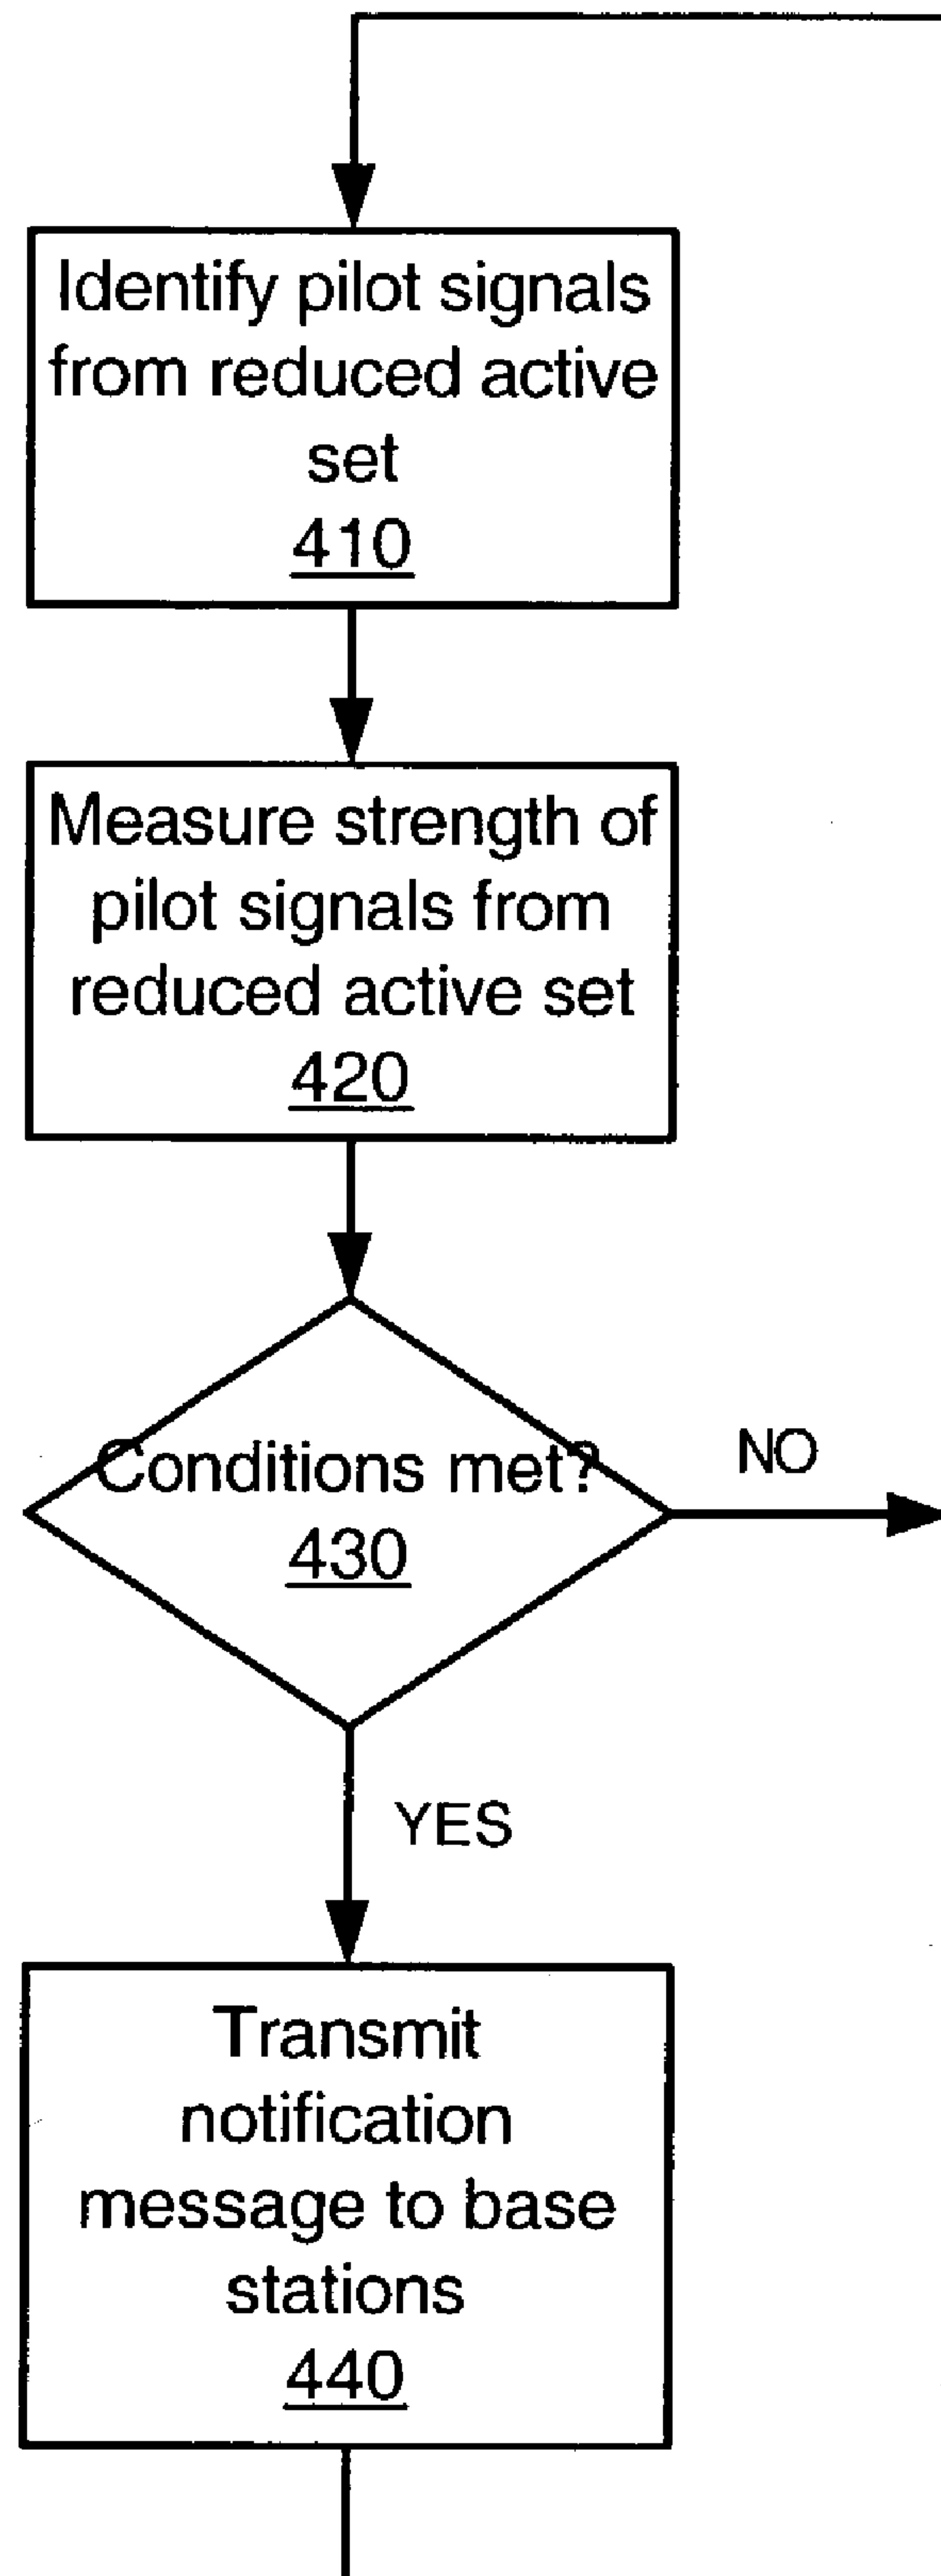 Identify pilot signals
from reduced active
set
410
Measure strength of
pilot signals from
reduced active set
420
Conditions met?
430
NO
YES
Transmit
notification
message to base
stations
440